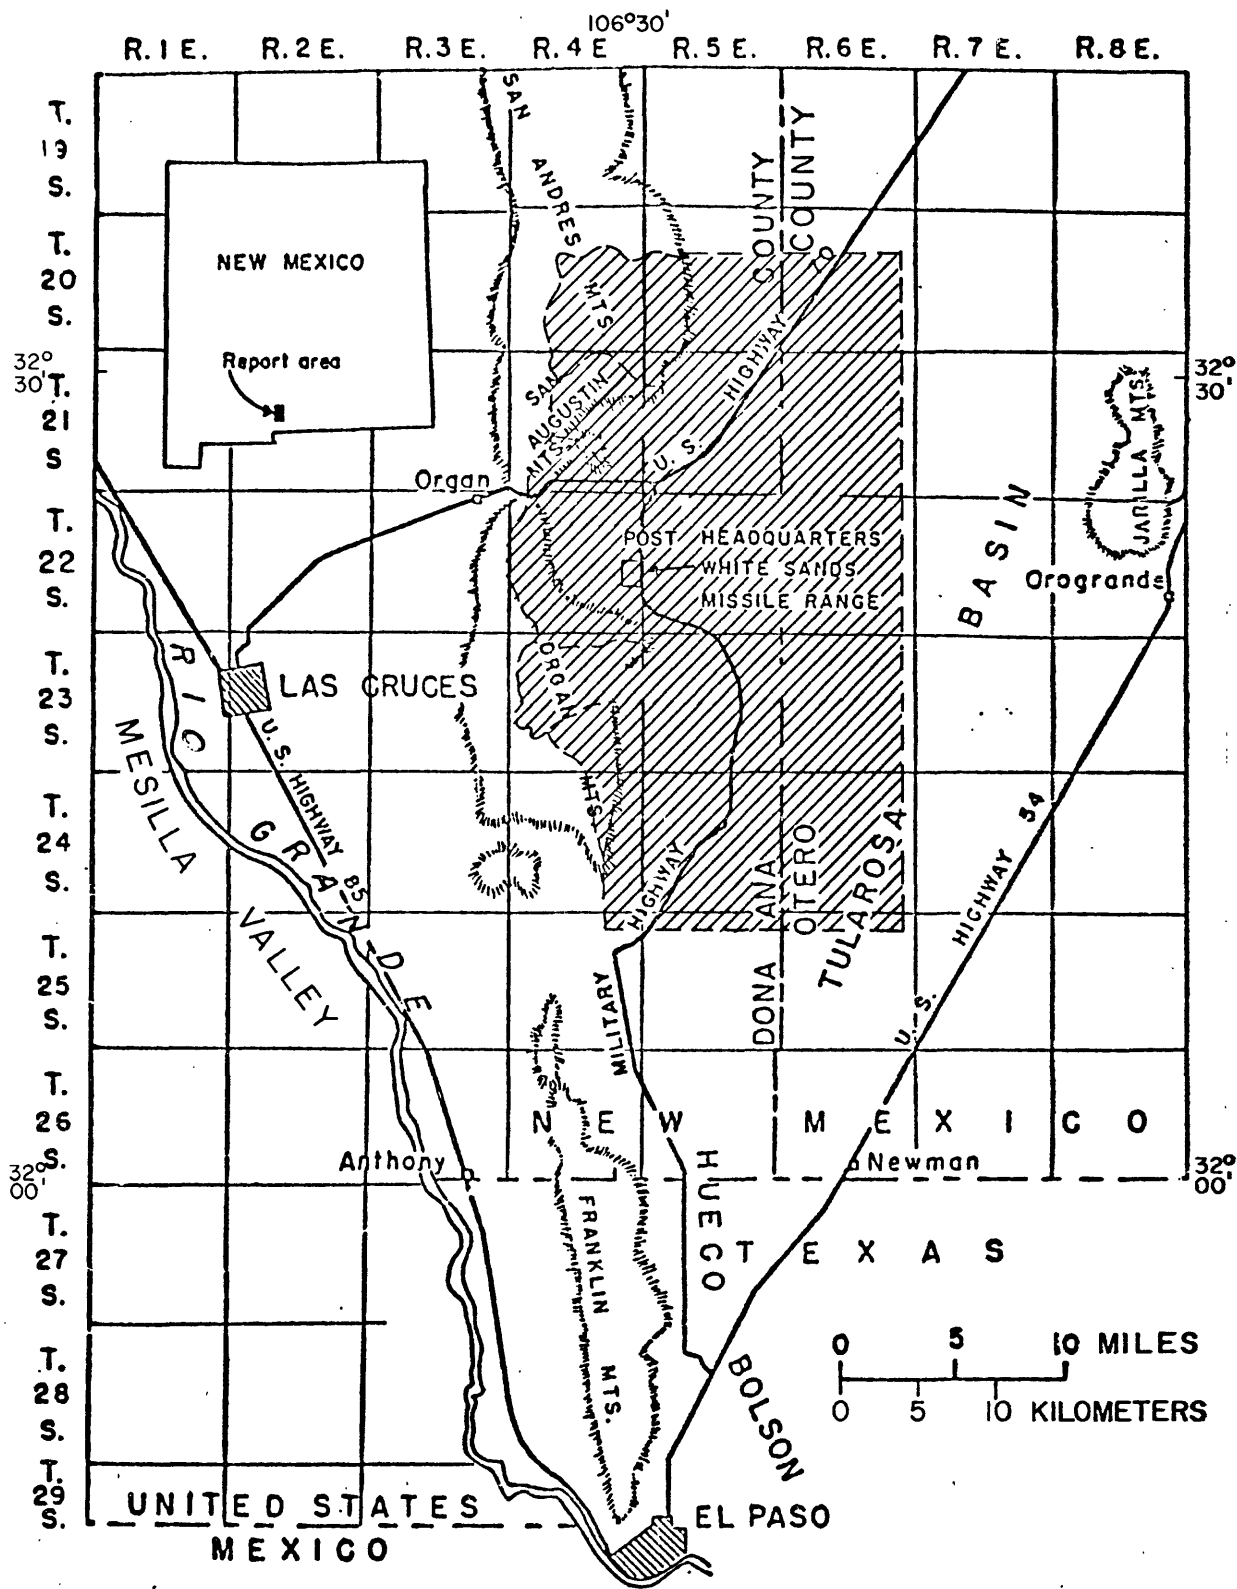 106°30'
R.1 E. R.2 E. R.3 E. R.4 E R.5 E. R.6 E. R.7 E. R.8 E.
T.
19
S.
T.
20
S.
32°
30'
T.
21
S
T.
22
S.
T.
23
S.
T.
24
S.
T.
25
S.
T.
26
S.
32°
00'
T.
27
S.
T.
28
S.
T.
29
S.
NEW MEXICO
Report area
SAN
ANDRES
MTS
SAN
AUGUSTIN
MTS
COUNTY
COUNTY
U. S. HIGHWAY 70
32°
30'
JARILLA MTS.
Organ
POST HEADQUARTERS
WHITE SANDS
MISSILE RANGE
Orogrande
TULAROSA BASIN
LAS CRUCES
ORGAN
MTS.
RIO GRANDE
MESILLA
VALLEY
U. S. HIGHWAY 85
MILITARY HIGHWAY
DONA ANA
OTERO
U. S. HIGHWAY 54
NEW MEXICO
Anthony
Newman
32°
00'
TEXAS
HUECO
BOLSON
FRANKLIN
MTS.
0 5 10 MILES
0 5 10 KILOMETERS
UNITED STATES
MEXICO
EL PASO